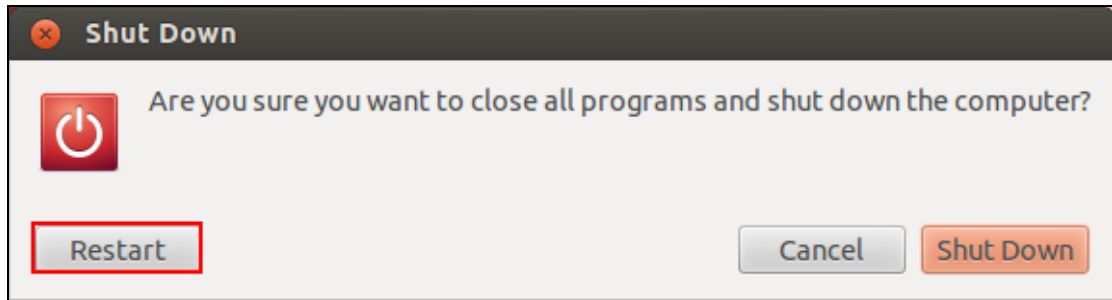 Shut Down
Are you sure you want to close all programs and shut down the computer?
Restart
Cancel
Shut Down